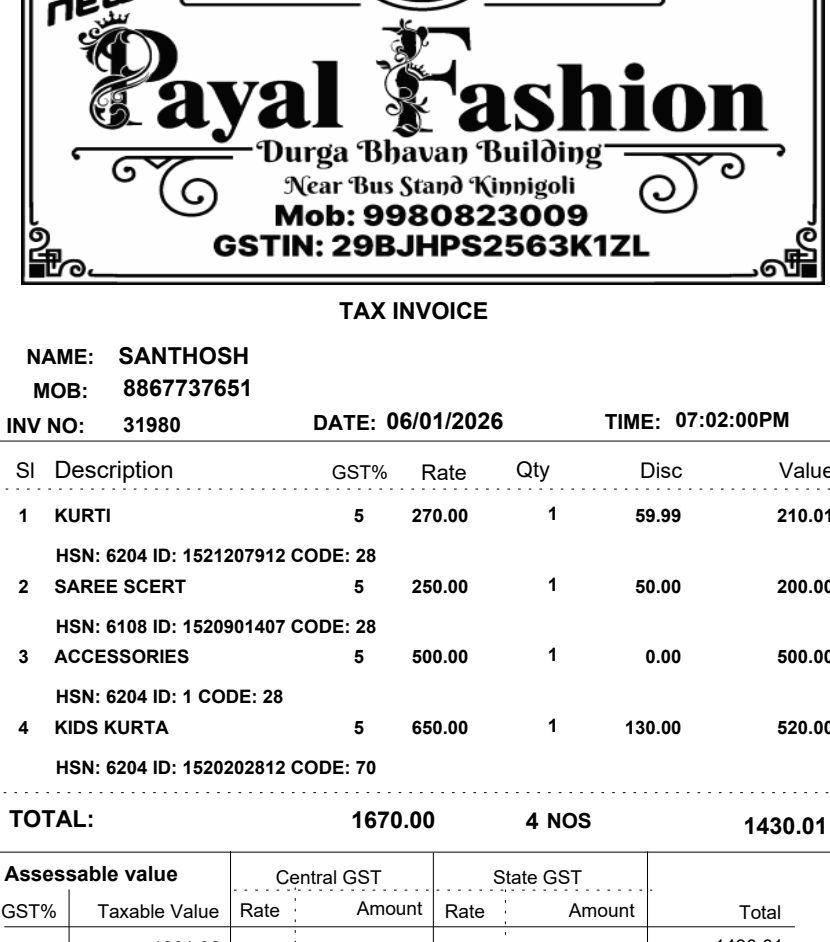 new
Payal Fashion
Durga Bhavan Building
Near Bus Stand Kinnigoli
Mob: 9980823009
GSTIN: 29BJHPS2563K1ZL
TAX INVOICE
NAME: SANTHOSH
MOB: 8867737651
INV NO: 31980 DATE: 06/01/2026 TIME: 07:02:00PM
Sl Description GST% Rate Qty Disc Value
1 KURTI 5 270.00 1 59.99 210.01
HSN: 6204 ID: 1521207912 CODE: 28
2 SAREE SCERT 5 250.00 1 50.00 200.00
HSN: 6108 ID: 1520901407 CODE: 28
3 ACCESSORIES 5 500.00 1 0.00 500.00
HSN: 6204 ID: 1 CODE: 28
4 KIDS KURTA 5 650.00 1 130.00 520.00
HSN: 6204 ID: 1520202812 CODE: 70
TOTAL: 1670.00 4 NOS 1430.01
Assessable value Central GST State GST
GST% Taxable Value Rate Amount Rate Amount Total